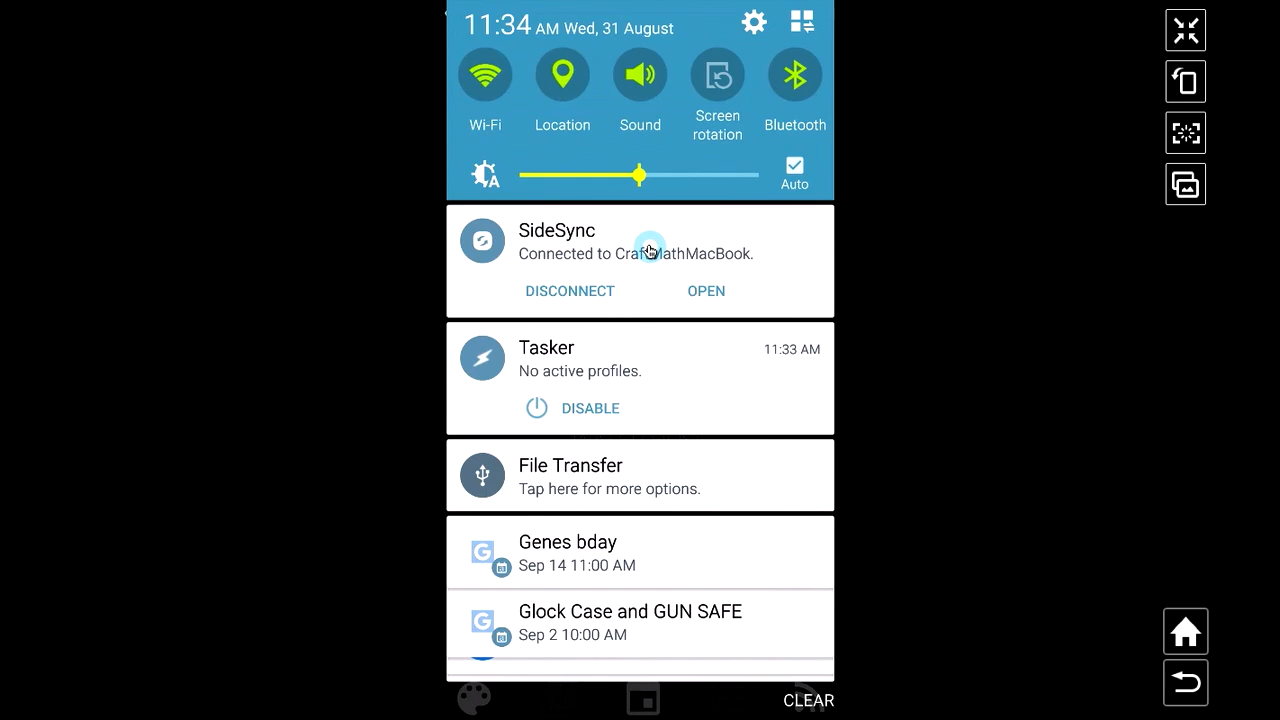 11:34 AM Wed, 31 August
Wi-Fi
Location
Sound
Screen rotation
Bluetooth
A
Auto
SideSync
Connected to CraftMathMacBook.
DISCONNECT
OPEN
Tasker
11:33 AM
No active profiles.
DISABLE
File Transfer
Tap here for more options.
Genes bday
Sep 14 11:00 AM
Glock Case and GUN SAFE
Sep 2 10:00 AM
CLEAR